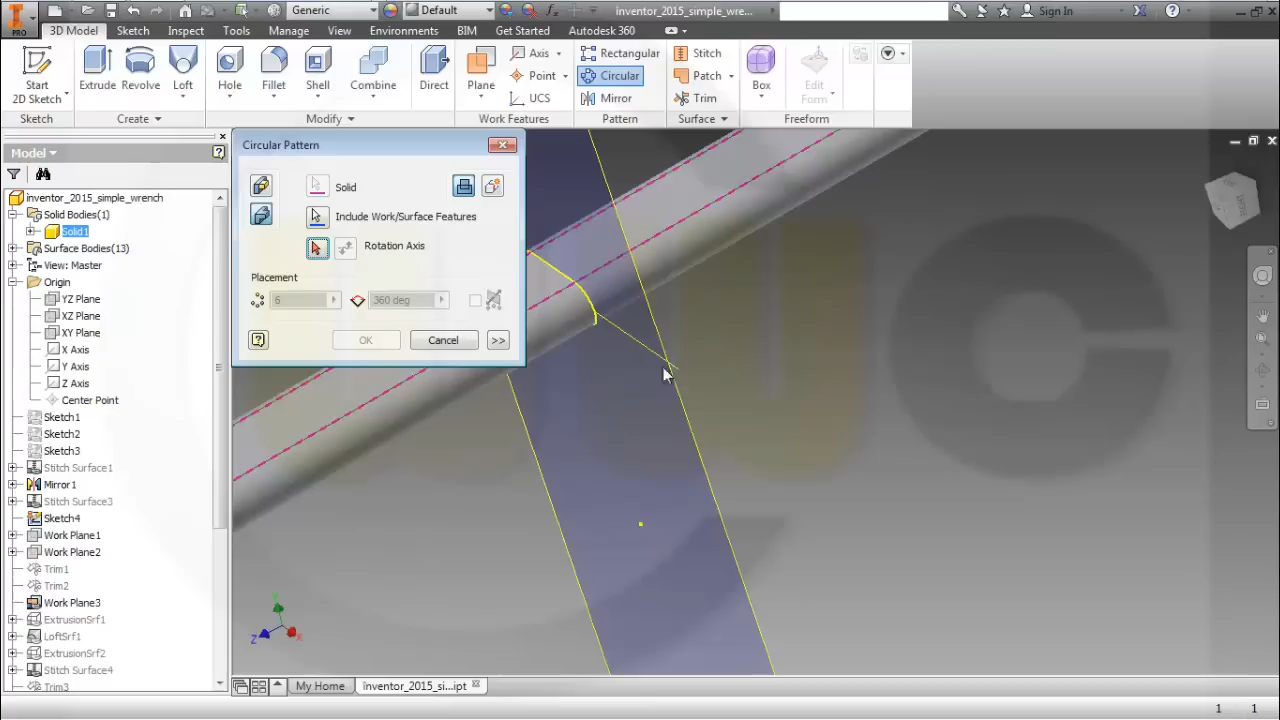 PRO
Generic
Default
inventor_2015_simple_wre...
Sign In
3D Model Sketch Inspect Tools Manage View Environments BIM Get Started Autodesk 360
Start
2D Sketch
Extrude
Revolve
Loft
Hole
Fillet
Shell
Combine
Direct
Plane
Axis
Point
UCS
Rectangular
Circular
Mirror
Stitch
Patch
Trim
Box
Edit
Form
Sketch Create Modify Work Features Pattern Surface Freeform
Model
inventor_2015_simple_wrench
Solid Bodies(1)
Solid1
Surface Bodies(13)
View: Master
Origin
YZ Plane
XZ Plane
XY Plane
X Axis
Y Axis
Z Axis
Center Point
Sketch1
Sketch2
Sketch3
Stitch Surface1
Mirror1
Stitch Surface3
Sketch4
Work Plane1
Work Plane2
Trim1
Trim2
Work Plane3
ExtrusionSrf1
LoftSrf1
ExtrusionSrf2
Stitch Surface4
Trim3
Circular Pattern
Solid
Include Work/Surface Features
Rotation Axis
Placement
6
360 deg
OK Cancel >>
Y
Z X
My Home inventor_2015_si...ipt
1 1